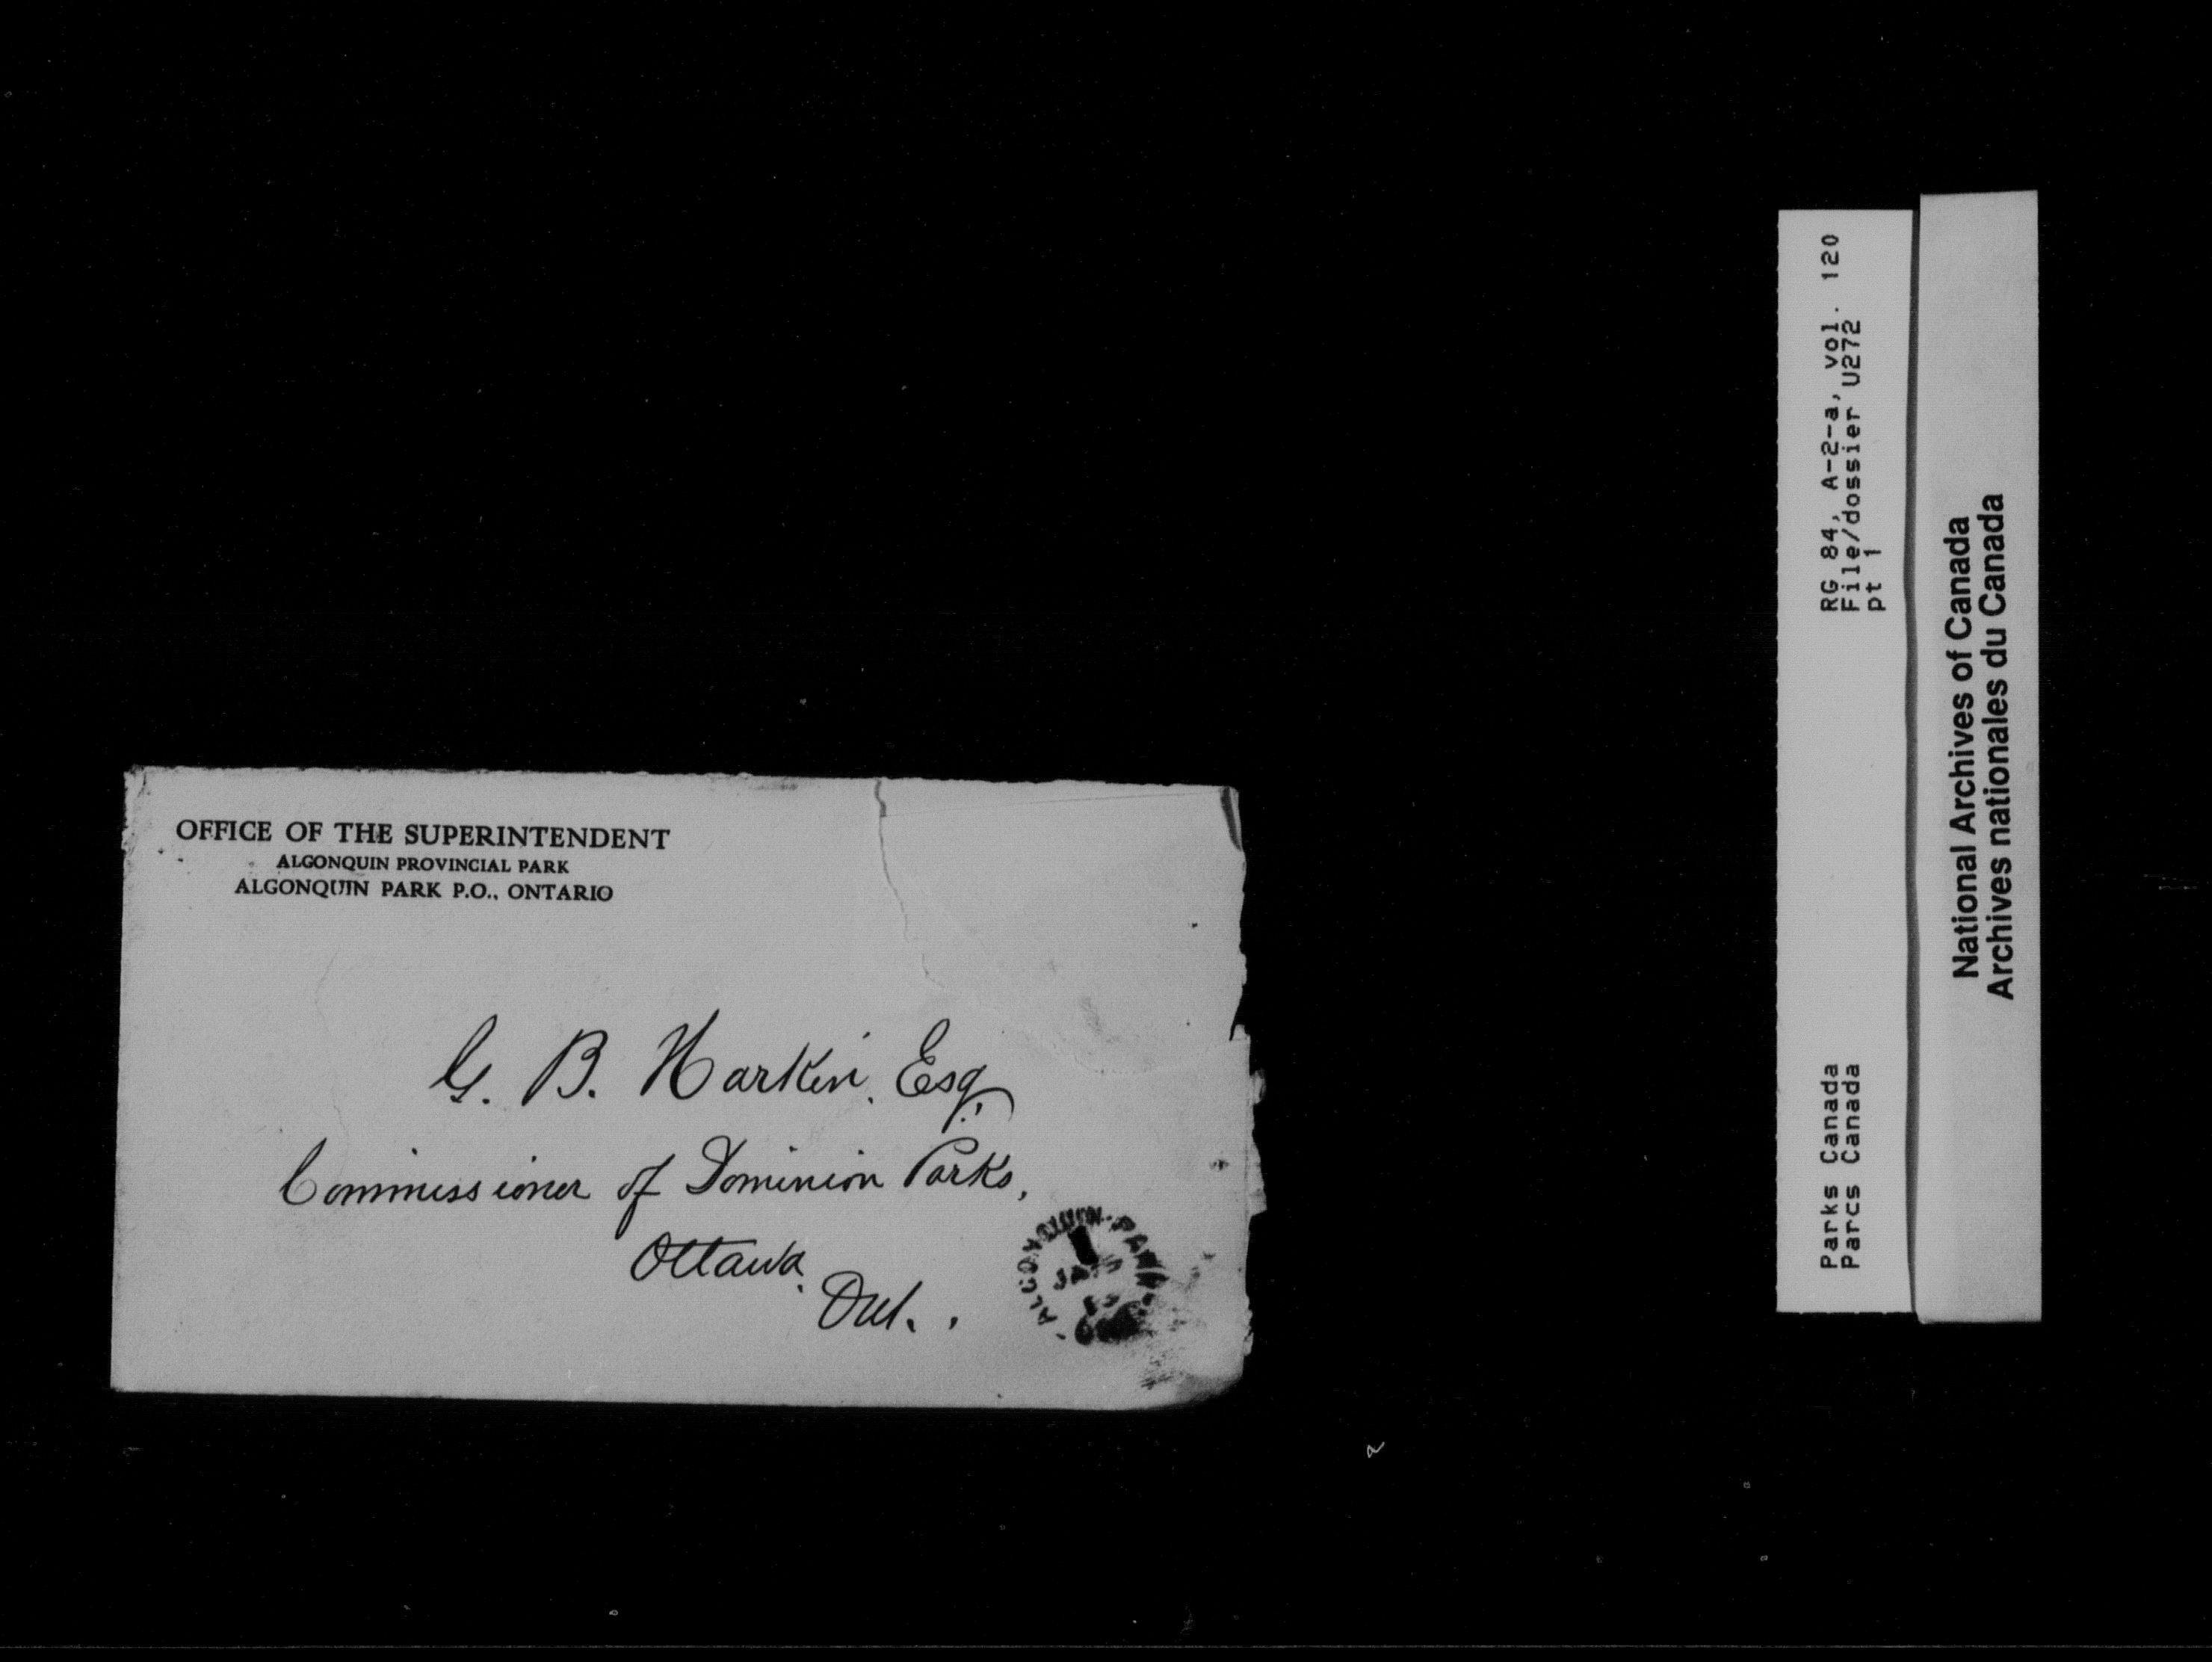 OFFICE OF THE SUPERINTENDENT
ALGONQUIN PROVINCIAL PARK
ALGONQUIN PARK P.O., ONTARIO
G. B. Harkin, Esq.,
Commissioner of Dominion Parks,
Ottawa,
Ont.
ALGONQUIN PARK
RG 84, A-2-a, vol. 120
File/dossier U272
pt 1
Parks Canada
Parcs Canada
National Archives of Canada
Archives nationales du Canada